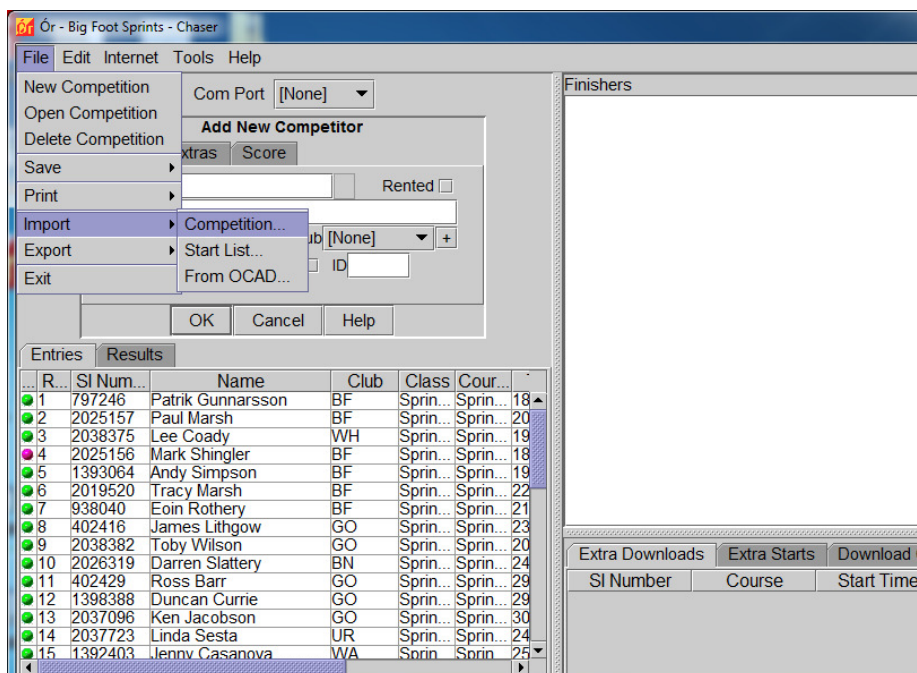 Ór Ór - Big Foot Sprints - Chaser
File Edit Internet Tools Help
New Competition
Open Competition
Delete Competition
Save
Print
Import
Export
Exit
Competition...
Start List...
From OCAD...
Com Port [None]
Add New Competitor
xtras Score
Rented
ub [None] +
ID
OK Cancel Help
Entries Results
... R... SI Num... Name Club Class Cour...
1 797246 Patrik Gunnarsson BF Sprin... Sprin... 18
2 2025157 Paul Marsh BF Sprin... Sprin... 20
3 2038375 Lee Coady WH Sprin... Sprin... 19
4 2025156 Mark Shingler BF Sprin... Sprin... 18
5 1393064 Andy Simpson BF Sprin... Sprin... 19
6 2019520 Tracy Marsh BF Sprin... Sprin... 22
7 938040 Eoin Rothery BF Sprin... Sprin... 21
8 402416 James Lithgow GO Sprin... Sprin... 23
9 2038382 Toby Wilson GO Sprin... Sprin... 20
10 2026319 Darren Slattery BN Sprin... Sprin... 24
11 402429 Ross Barr GO Sprin... Sprin... 29
12 1398388 Duncan Currie GO Sprin... Sprin... 29
13 2037096 Ken Jacobson GO Sprin... Sprin... 30
14 2037723 Linda Sesta UR Sprin... Sprin... 24
15 1392403 Jenny Casanova WA Sprin Sprin 25
Finishers
Extra Downloads Extra Starts Download
SI Number Course Start Time